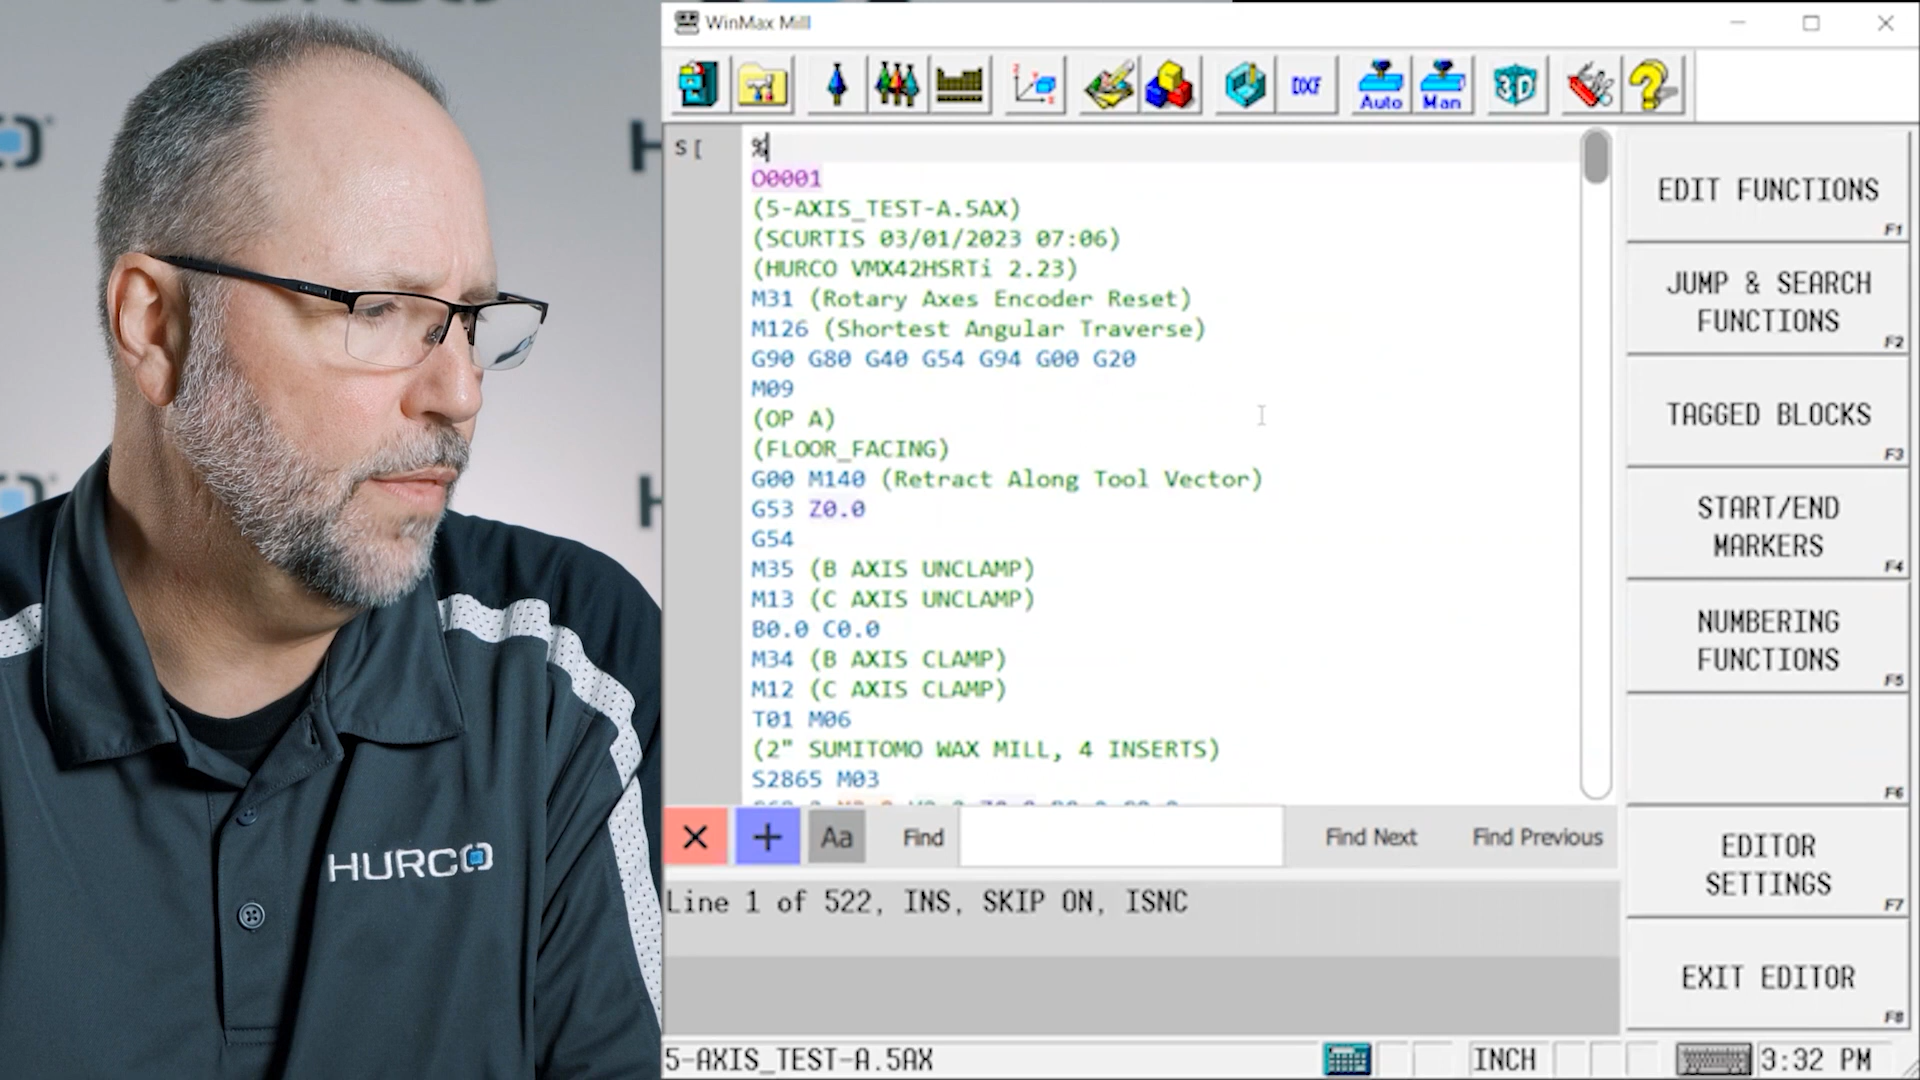 WinMax Mill
DXF
Auto
Man
3D
S[
%
O0001
(5-AXIS_TEST-A.5AX)
(SCURTIS 03/01/2023 07:06)
(HURCO VMX42HSRTi 2.23)
M31 (Rotary Axes Encoder Reset)
M126 (Shortest Angular Traverse)
G90 G80 G40 G54 G94 G00 G20
M09
(OP A)
(FLOOR_FACING)
G00 M140 (Retract Along Tool Vector)
G53 Z0.0
G54
M35 (B AXIS UNCLAMP)
M13 (C AXIS UNCLAMP)
B0.0 C0.0
M34 (B AXIS CLAMP)
M12 (C AXIS CLAMP)
T01 M06
(2" SUMITOMO WAX MILL, 4 INSERTS)
S2865 M03
EDIT FUNCTIONS
F1
JUMP & SEARCH
FUNCTIONS
F2
TAGGED BLOCKS
F3
START/END
MARKERS
F4
NUMBERING
FUNCTIONS
F5
F6
EDITOR
SETTINGS
F7
EXIT EDITOR
F8
Aa
Find
Find Next
Find Previous
Line 1 of 522, INS, SKIP ON, ISNC
5-AXIS_TEST-A.5AX
INCH
3:32 PM
HURCO